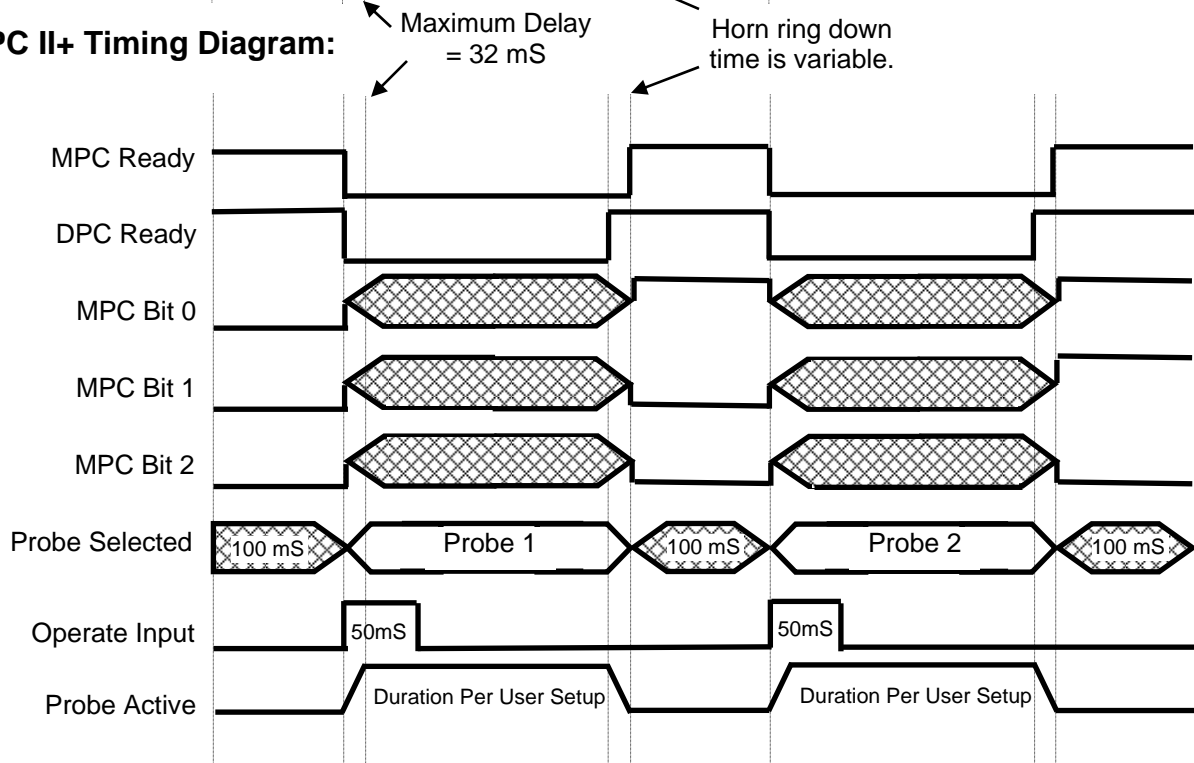 Maximum Delay
= 32 mS
Horn ring down
time is variable.
PC II+ Timing Diagram:
MPC Ready
DPC Ready
MPC Bit 0
MPC Bit 1
MPC Bit 2
Probe Selected
100 mS
Probe 1
100 mS
Probe 2
100 mS
Operate Input
50mS
50mS
Probe Active
Duration Per User Setup
Duration Per User Setup